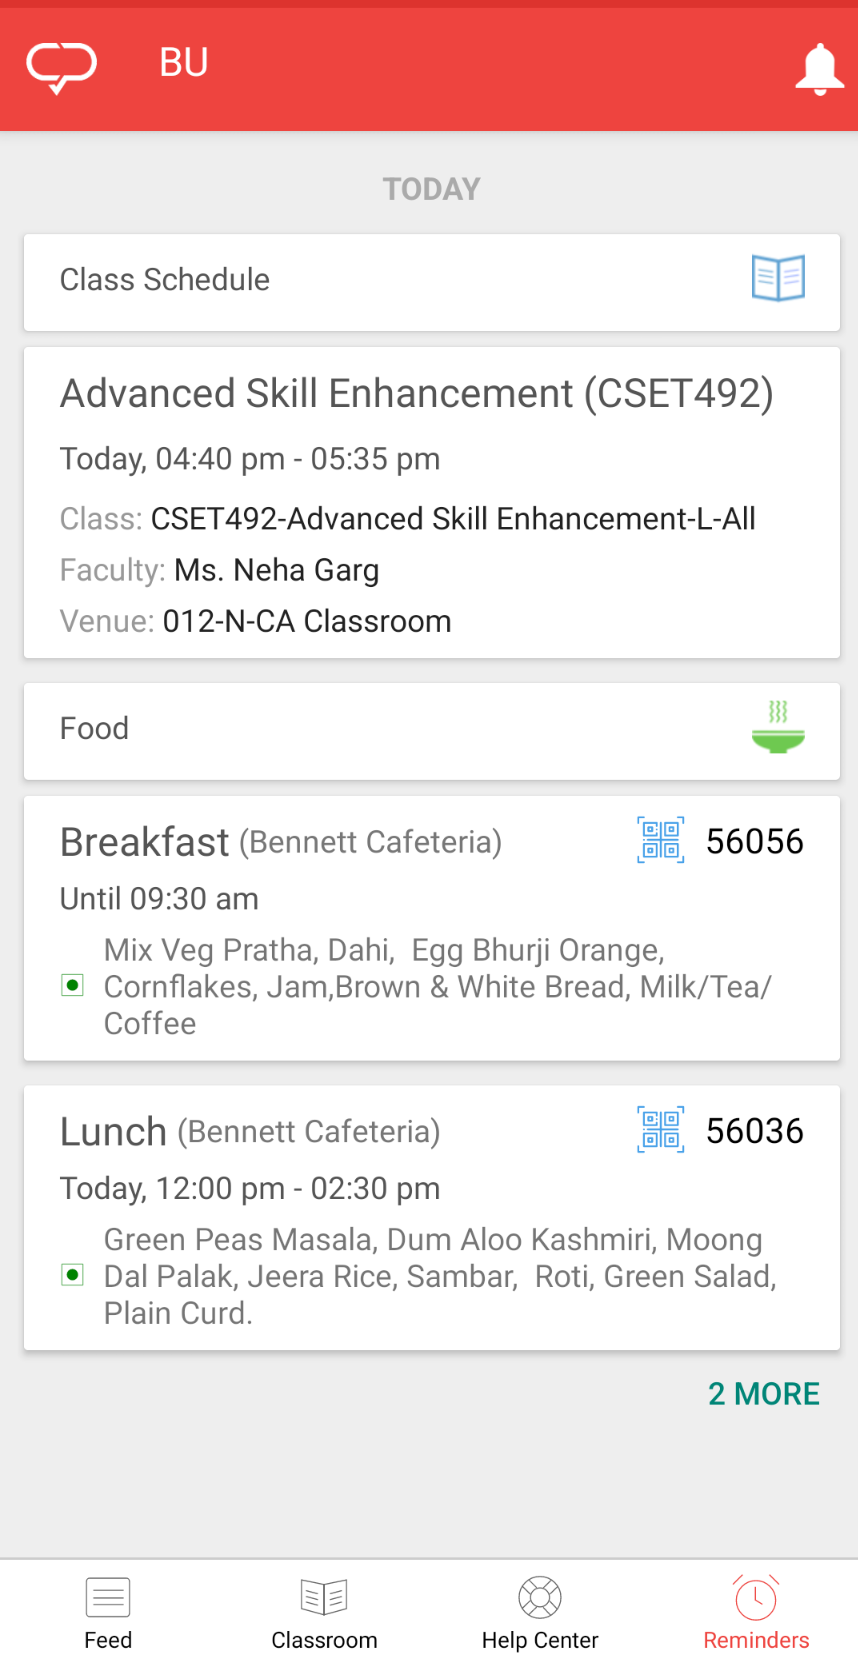 BU
TODAY
Class Schedule
Advanced Skill Enhancement (CSET492)
Today, 04:40 pm - 05:35 pm
Class: CSET492-Advanced Skill Enhancement-L-All
Faculty: Ms. Neha Garg
Venue: 012-N-CA Classroom
Food
Breakfast (Bennett Cafeteria) 56056
Until 09:30 am
Mix Veg Pratha, Dahi,  Egg Bhurji Orange,
Cornflakes, Jam,Brown & White Bread, Milk/Tea/
Coffee
Lunch (Bennett Cafeteria) 56036
Today, 12:00 pm - 02:30 pm
Green Peas Masala, Dum Aloo Kashmiri, Moong
Dal Palak, Jeera Rice, Sambar,  Roti, Green Salad,
Plain Curd.
2 MORE
Feed Classroom Help Center Reminders